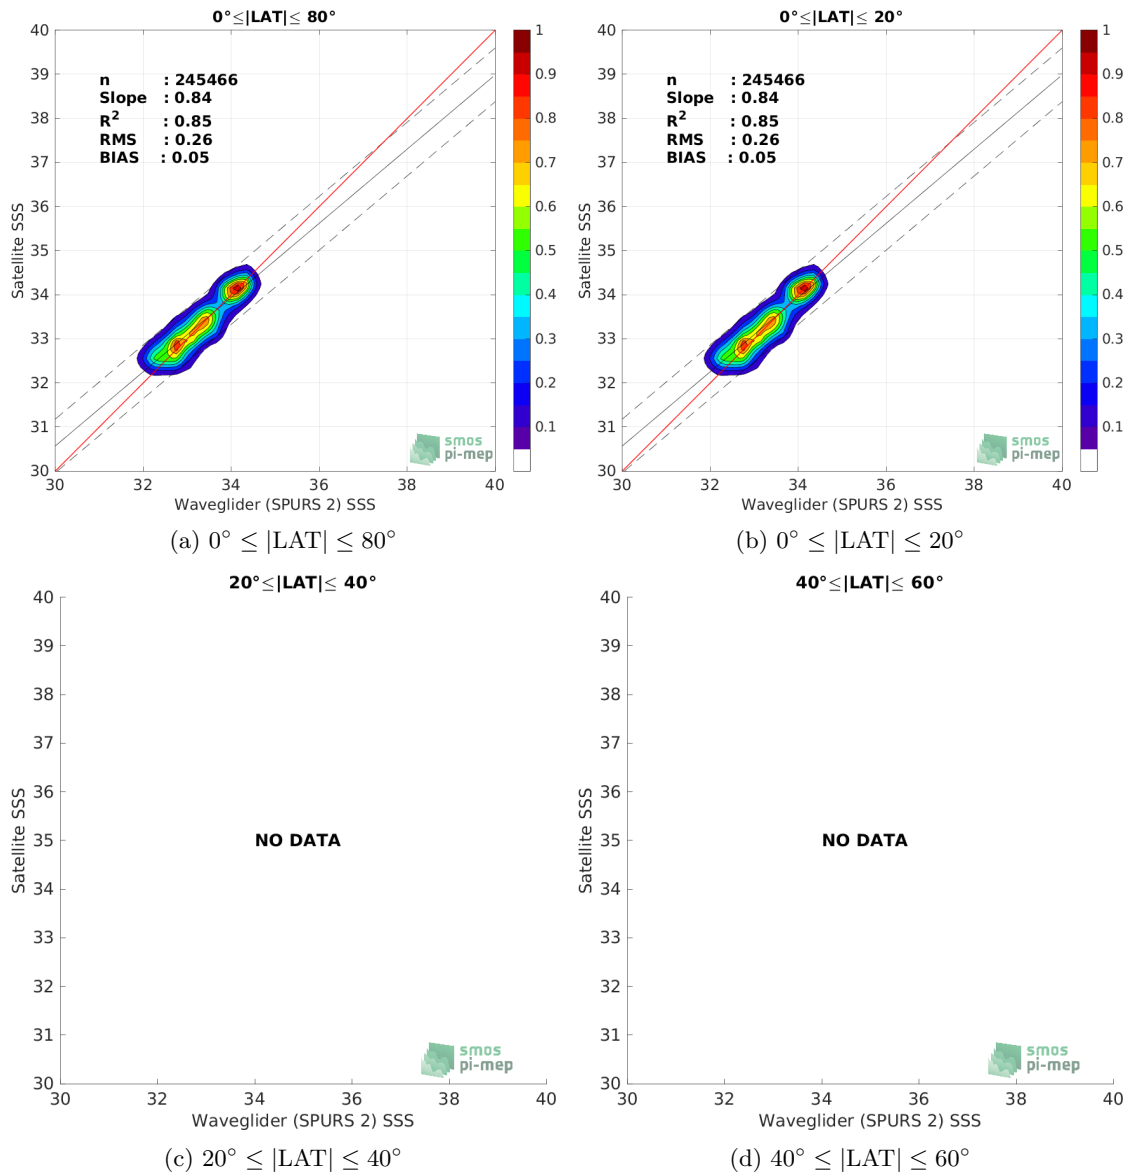 0°≤|LAT|≤ 80°
40
39
38
37
36
35
34
33
32
31
30
Satellite SSS
n : 245466
Slope : 0.84
R² : 0.85
RMS : 0.26
BIAS : 0.05
smos
pi-mep
30 32 34 36 38 40
Waveglider (SPURS 2) SSS
1
0.9
0.8
0.7
0.6
0.5
0.4
0.3
0.2
0.1
(a) 0° ≤ |LAT| ≤ 80°
0°≤|LAT|≤ 20°
40
39
38
37
36
35
34
33
32
31
30
Satellite SSS
n : 245466
Slope : 0.84
R² : 0.85
RMS : 0.26
BIAS : 0.05
smos
pi-mep
30 32 34 36 38 40
Waveglider (SPURS 2) SSS
1
0.9
0.8
0.7
0.6
0.5
0.4
0.3
0.2
0.1
(b) 0° ≤ |LAT| ≤ 20°
20°≤|LAT|≤ 40°
40
39
38
37
36
35
34
33
32
31
30
Satellite SSS
NO DATA
smos
pi-mep
30 32 34 36 38 40
Waveglider (SPURS 2) SSS
(c) 20° ≤ |LAT| ≤ 40°
40°≤|LAT|≤ 60°
40
39
38
37
36
35
34
33
32
31
30
Satellite SSS
NO DATA
smos
pi-mep
30 32 34 36 38 40
Waveglider (SPURS 2) SSS
(d) 40° ≤ |LAT| ≤ 60°